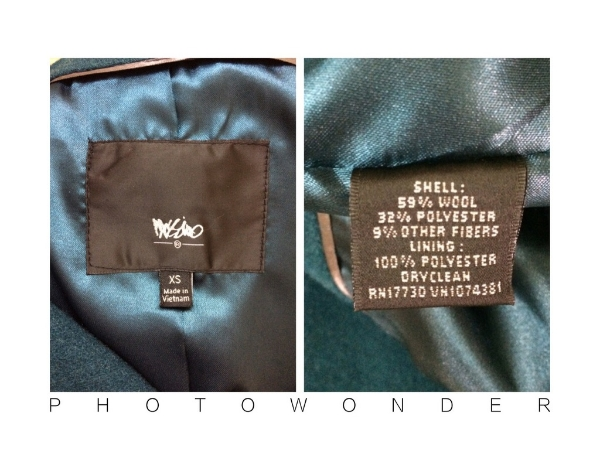 mossimo
XS
Made in
Vietnam
SHELL:
59% WOOL
32% POLYESTER
9% OTHER FIBERS
LINING:
100% POLYESTER
DRYCLEAN
RN17730 VN1074381
PHOTOWONDER